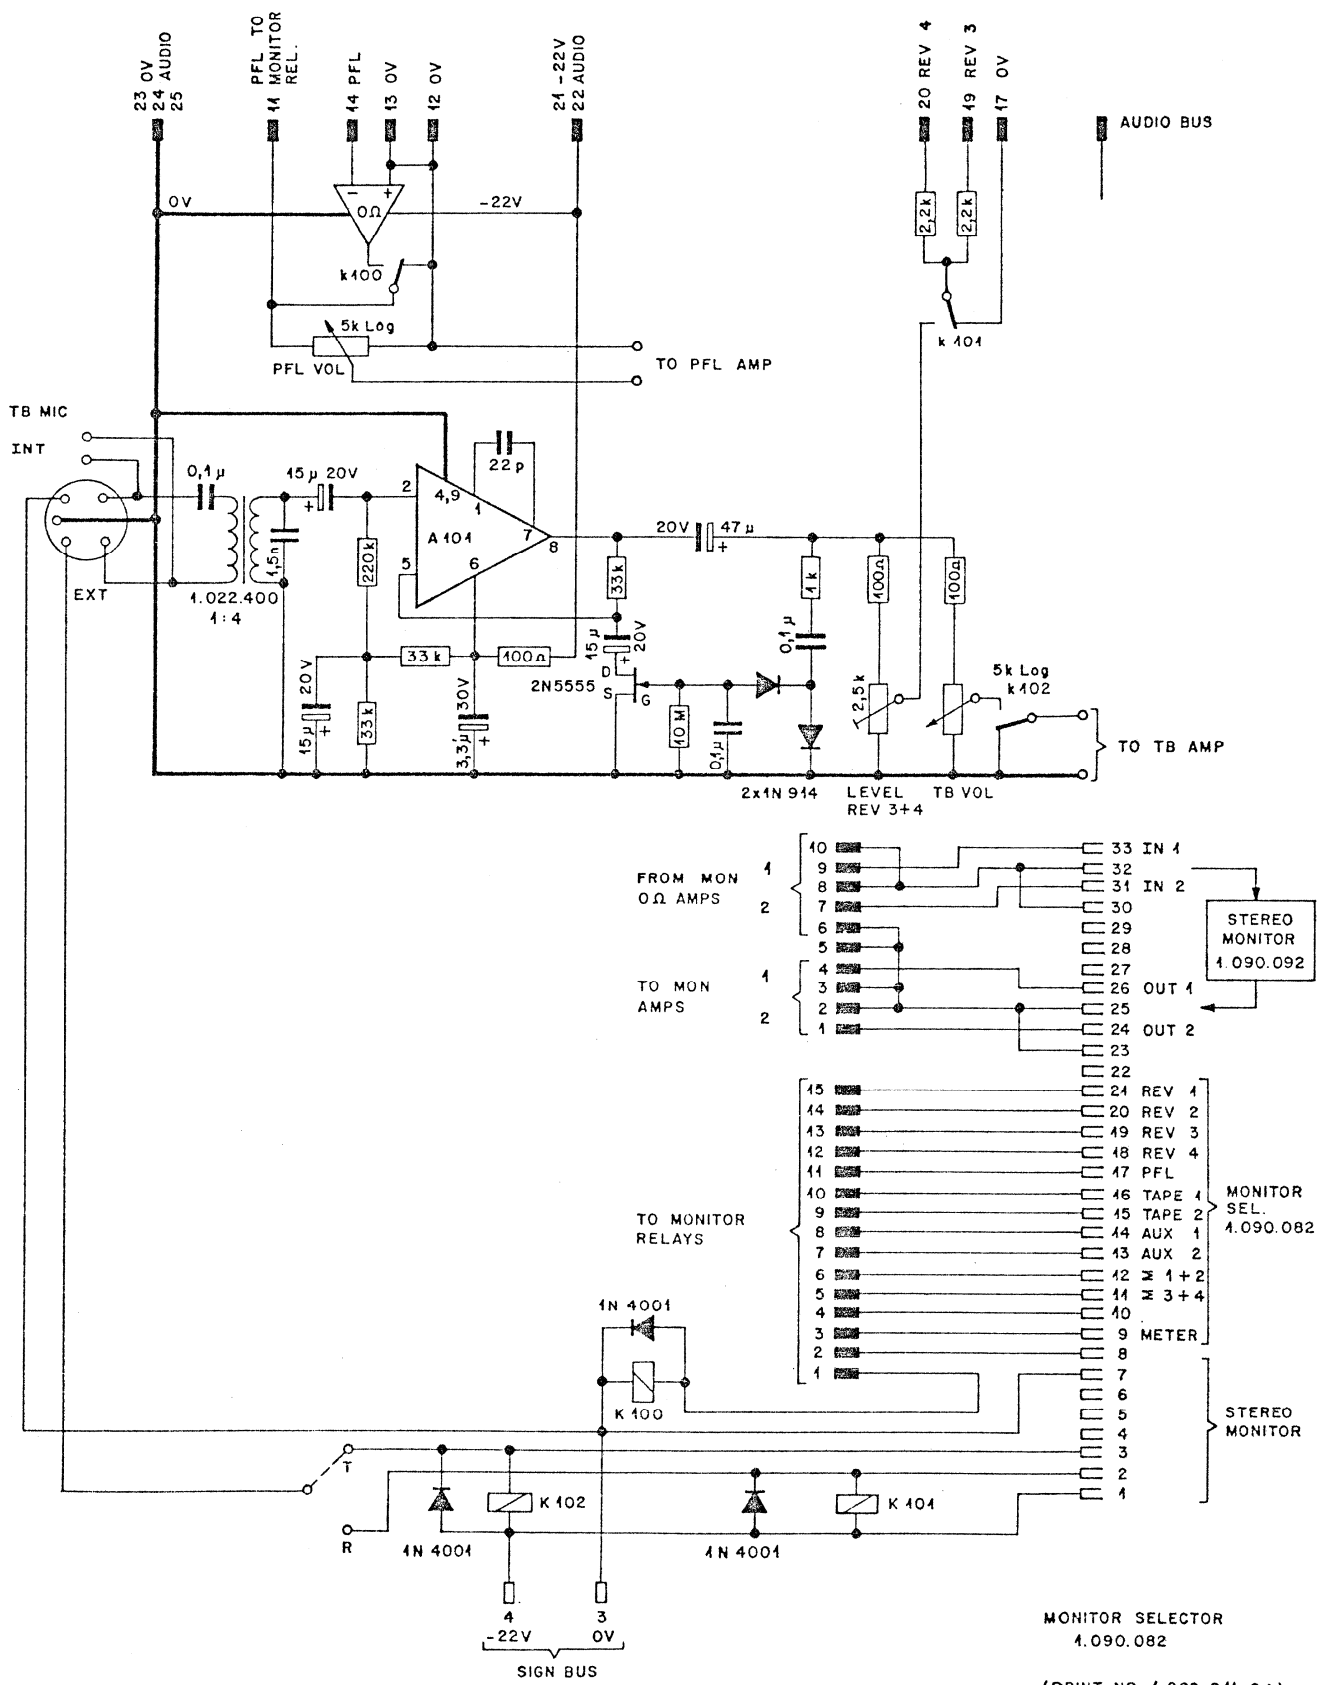 23 0V
24 AUDIO
25
PFL TO
11 MONITOR
REL.
14 PFL
13 0V
12 0V
21 -22V
22 AUDIO
20 REV 4
19 REV 3
17 0V
AUDIO BUS
0V
- +
0Ω
-22V
2,2k
2,2k
k100
5k Log
PFL VOL
TO PFL AMP
k 101
TB MIC
INT
EXT
0,1µ
15µ 20V
+
1,5n
1.022.400
1:4
220k
2
4,9
1
22p
7
8
A 101
5
6
33k
20V
47µ
+
1k
100Ω
100Ω
15µ
20V
+
0,1µ
33k
100Ω
D
2N5555
S
G
15µ 20V
+
33k
3,3µ 30V
+
10M
0,1µ
2,5k
5k Log
k102
TO TB AMP
2x1N 914
LEVEL
REV 3+4
TB VOL
FROM MON
0Ω AMPS
1
2
10
9
8
7
6
5
TO MON
AMPS
1
2
4
3
2
1
33 IN 1
32
31 IN 2
30
29
28
27
26 OUT 1
25
24 OUT 2
23
22
STEREO
MONITOR
1.090.092
TO MONITOR
RELAYS
15
14
13
12
11
10
9
8
7
6
5
4
3
2
1
21 REV 1
20 REV 2
19 REV 3
18 REV 4
17 PFL
16 TAPE 1
15 TAPE 2
14 AUX 1
13 AUX 2
12 Σ 1+2
11 Σ 3+4
10
9 METER
8
7
6
5
4
3
2
1
MONITOR
SEL.
1.090.082
STEREO
MONITOR
1N 4001
K 100
T
R
K 102
K 101
1N 4001
1N 4001
4
-22V
3
0V
SIGN BUS
MONITOR SELECTOR
1.090.082